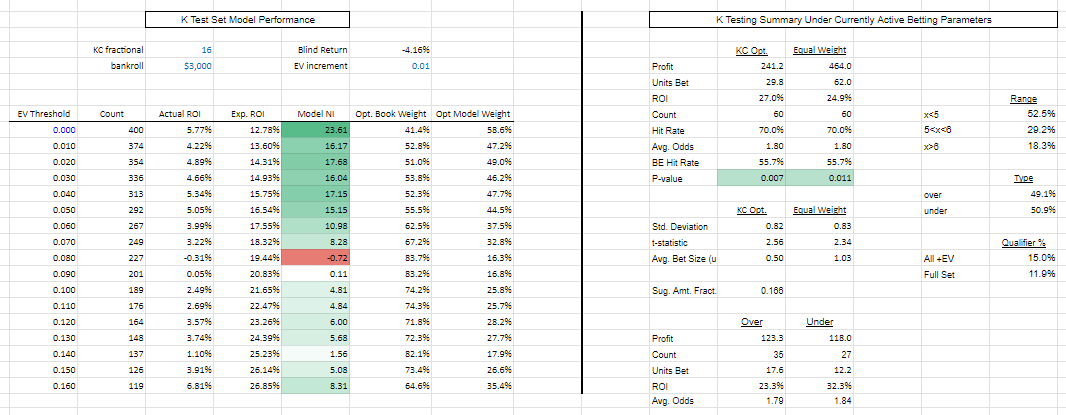 K Test Set Model Performance
KC fractional 16 Blind Return -4.16%
bankroll $3,000 EV increment 0.01
EV Threshold Count Actual ROI Exp. ROI Model NI Opt. Book Weight Opt Model Weight
0.000 400 5.77% 12.78% 23.61 41.4% 58.6%
0.010 374 4.22% 13.60% 16.17 52.8% 47.2%
0.020 354 4.89% 14.31% 17.68 51.0% 49.0%
0.030 336 4.66% 14.93% 16.04 53.8% 46.2%
0.040 313 5.34% 15.75% 17.15 52.3% 47.7%
0.050 292 5.05% 16.54% 15.15 55.5% 44.5%
0.060 267 3.99% 17.55% 10.98 62.5% 37.5%
0.070 249 3.22% 18.32% 8.28 67.2% 32.8%
0.080 227 -0.31% 19.44% -0.72 83.7% 16.3%
0.090 201 0.05% 20.83% 0.11 83.2% 16.8%
0.100 189 2.49% 21.65% 4.81 74.2% 25.8%
0.110 176 2.69% 22.47% 4.84 74.3% 25.7%
0.120 164 3.57% 23.26% 6.00 71.8% 28.2%
0.130 148 3.74% 24.39% 5.68 72.3% 27.7%
0.140 137 1.10% 25.23% 1.56 82.1% 17.9%
0.150 126 3.91% 26.14% 5.08 73.4% 26.6%
0.160 119 6.81% 26.85% 8.31 64.6% 35.4%
K Testing Summary Under Currently Active Betting Parameters
KC Opt. Equal Weight
Profit 241.2 464.0
Units Bet 29.8 62.0
ROI 27.0% 24.9% Range
Count 60 60 x<5 52.5%
Hit Rate 70.0% 70.0% 5<x<6 29.2%
Avg. Odds 1.80 1.80 x>6 18.3%
BE Hit Rate 55.7% 55.7%
P-value 0.007 0.011 Type
over 49.1%
KC Opt. Equal Weight under 50.9%
Std. Deviation 0.82 0.83
t-statistic 2.56 2.34 Qualifier %
Avg. Bet Size (u 0.50 1.03 All +EV 15.0%
Full Set 11.9%
Sug. Amt. Fract. 0.166
Over Under
Profit 123.3 118.0
Count 35 27
Units Bet 17.6 12.2
ROI 23.3% 32.3%
Avg. Odds 1.79 1.84